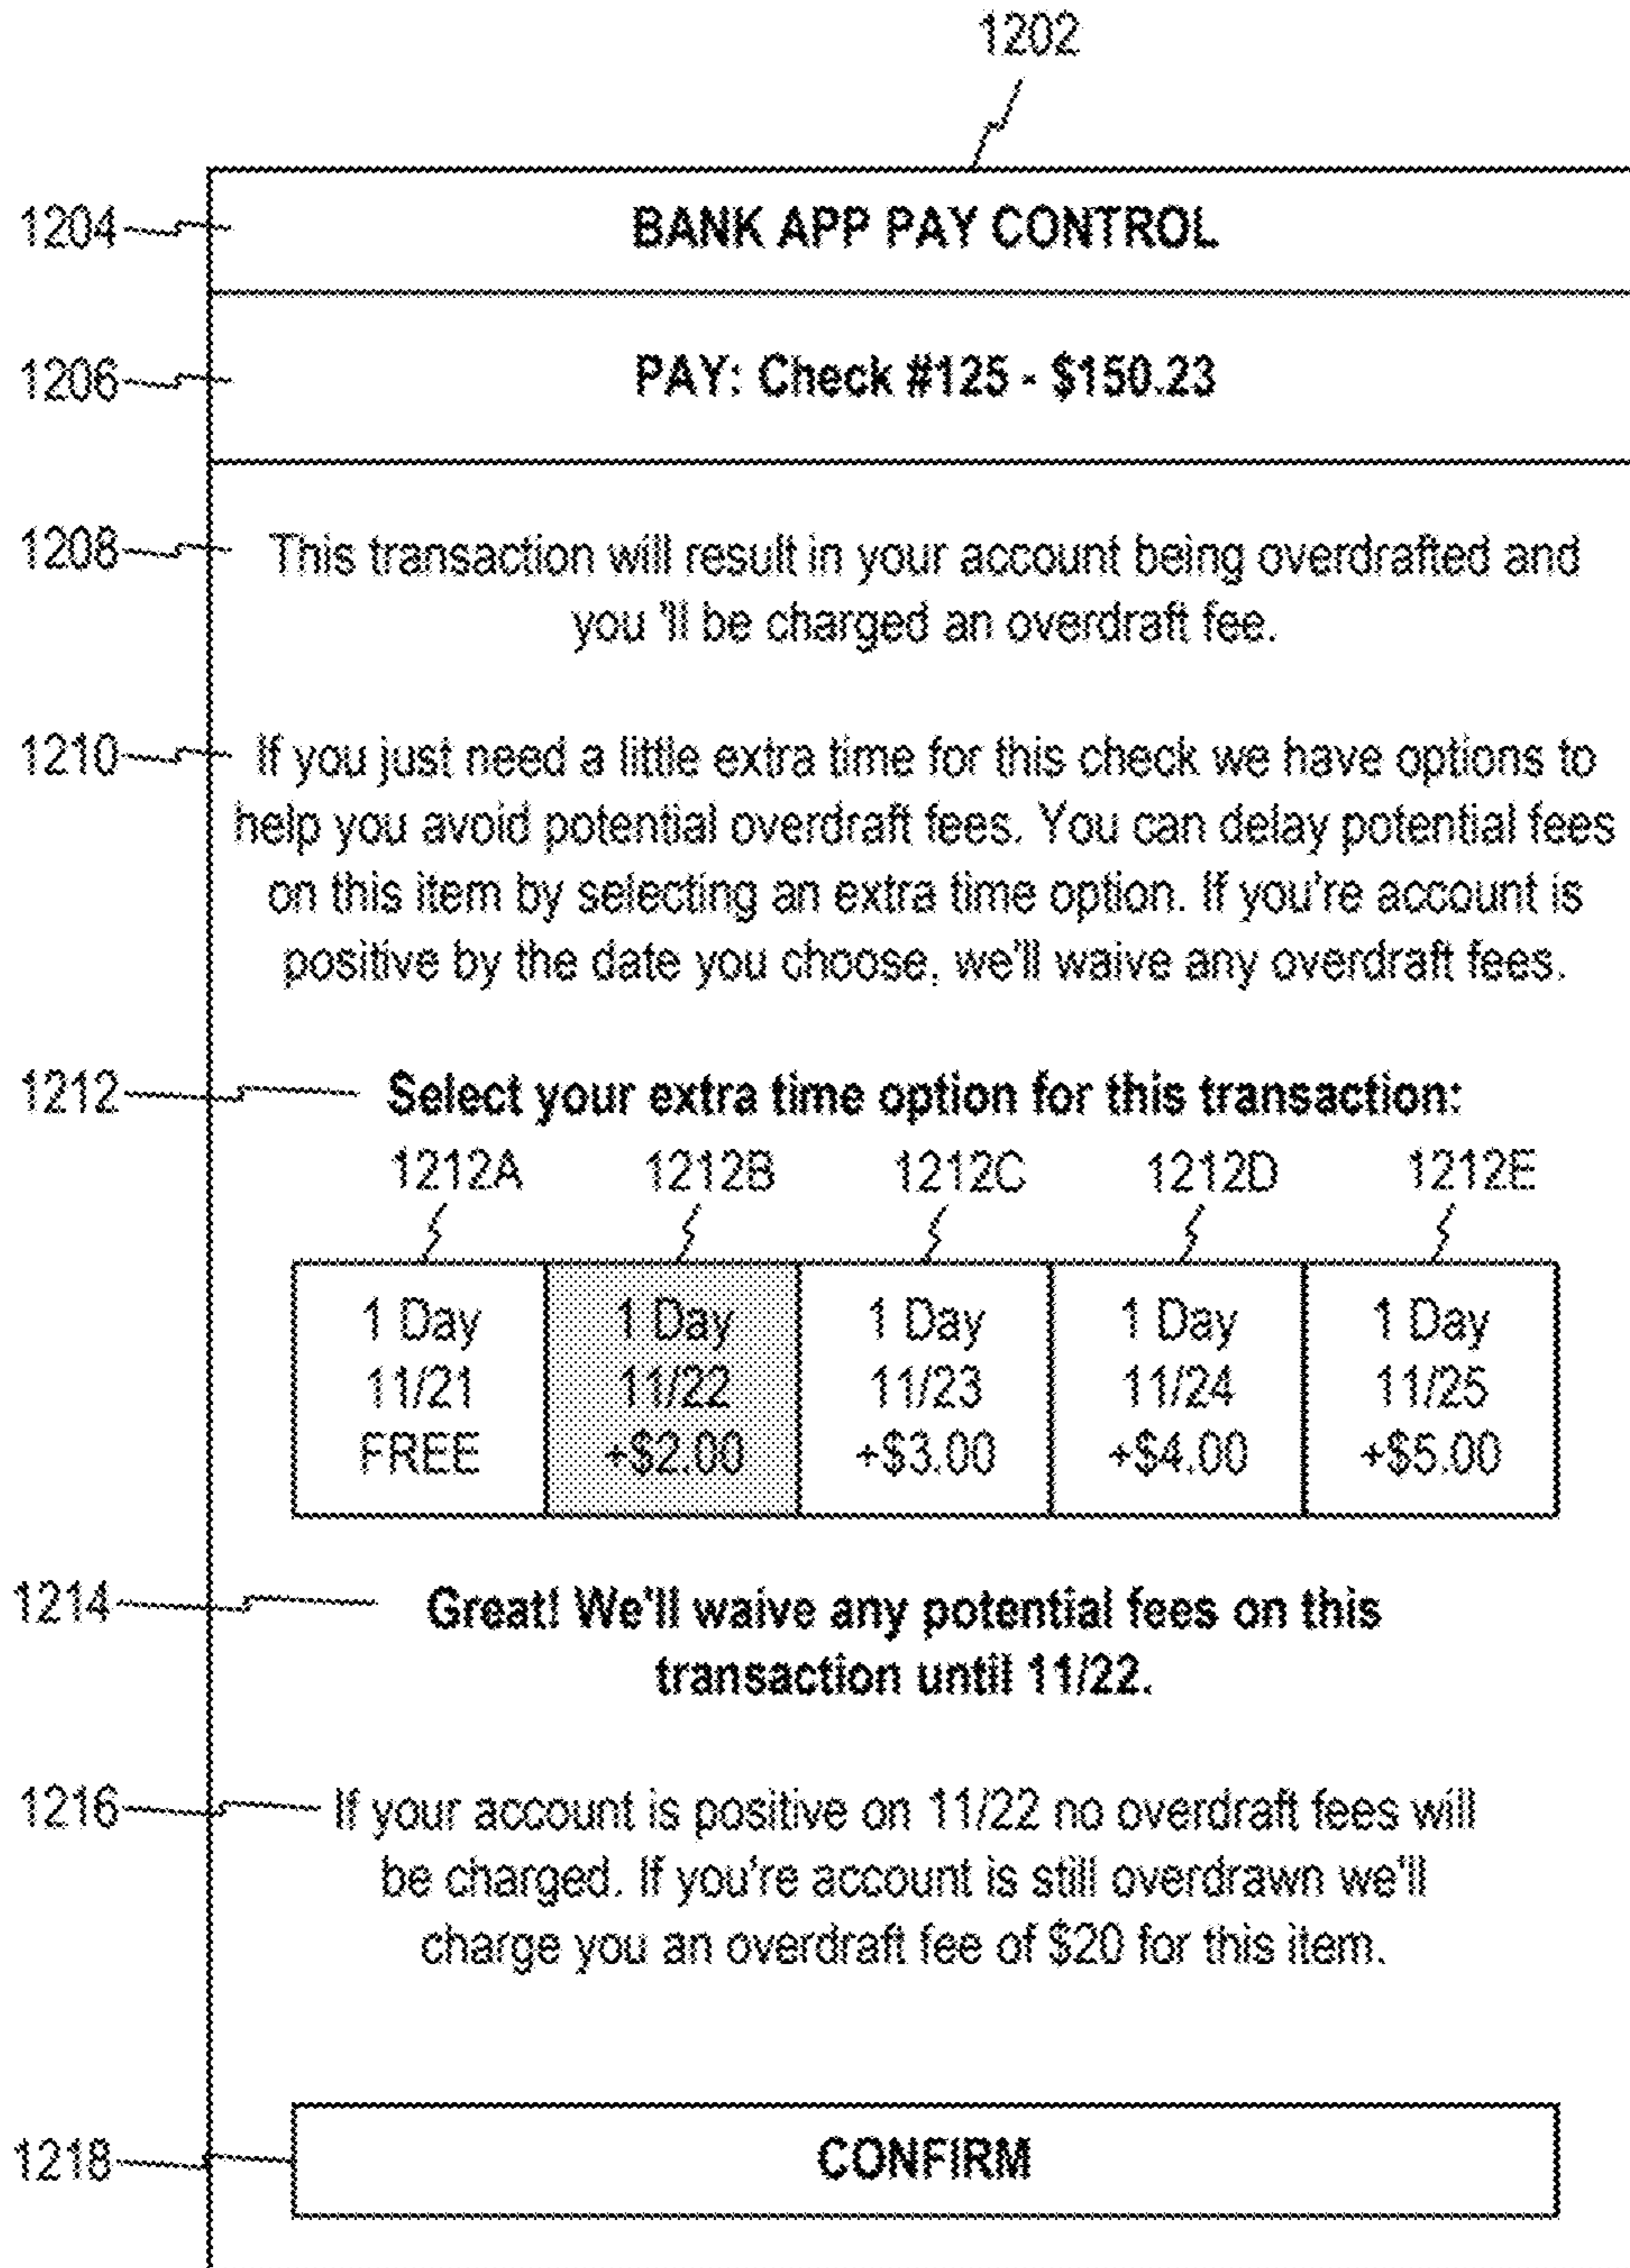 1202
1204
BANK APP PAY CONTROL
1206
PAY: Check #125 - $150.23
1208
This transaction will result in your account being overdrafted and
you 'll be charged an overdraft fee.
1210
If you just need a little extra time for this check we have options to
help you avoid potential overdraft fees. You can delay potential fees
on this item by selecting an extra time option. If you're account is
positive by the date you choose, we'll waive any overdraft fees.
1212
Select your extra time option for this transaction:
1212A 1212B 1212C 1212D 1212E
1 Day 1 Day 1 Day 1 Day 1 Day
11/21 11/22 11/23 11/24 11/25
FREE +$2.00 +$3.00 +$4.00 +$5.00
1214
Great! We'll waive any potential fees on this
transaction until 11/22.
1216
If your account is positive on 11/22 no overdraft fees will
be charged. If you're account is still overdrawn we'll
charge you an overdraft fee of $20 for this item.
1218
CONFIRM